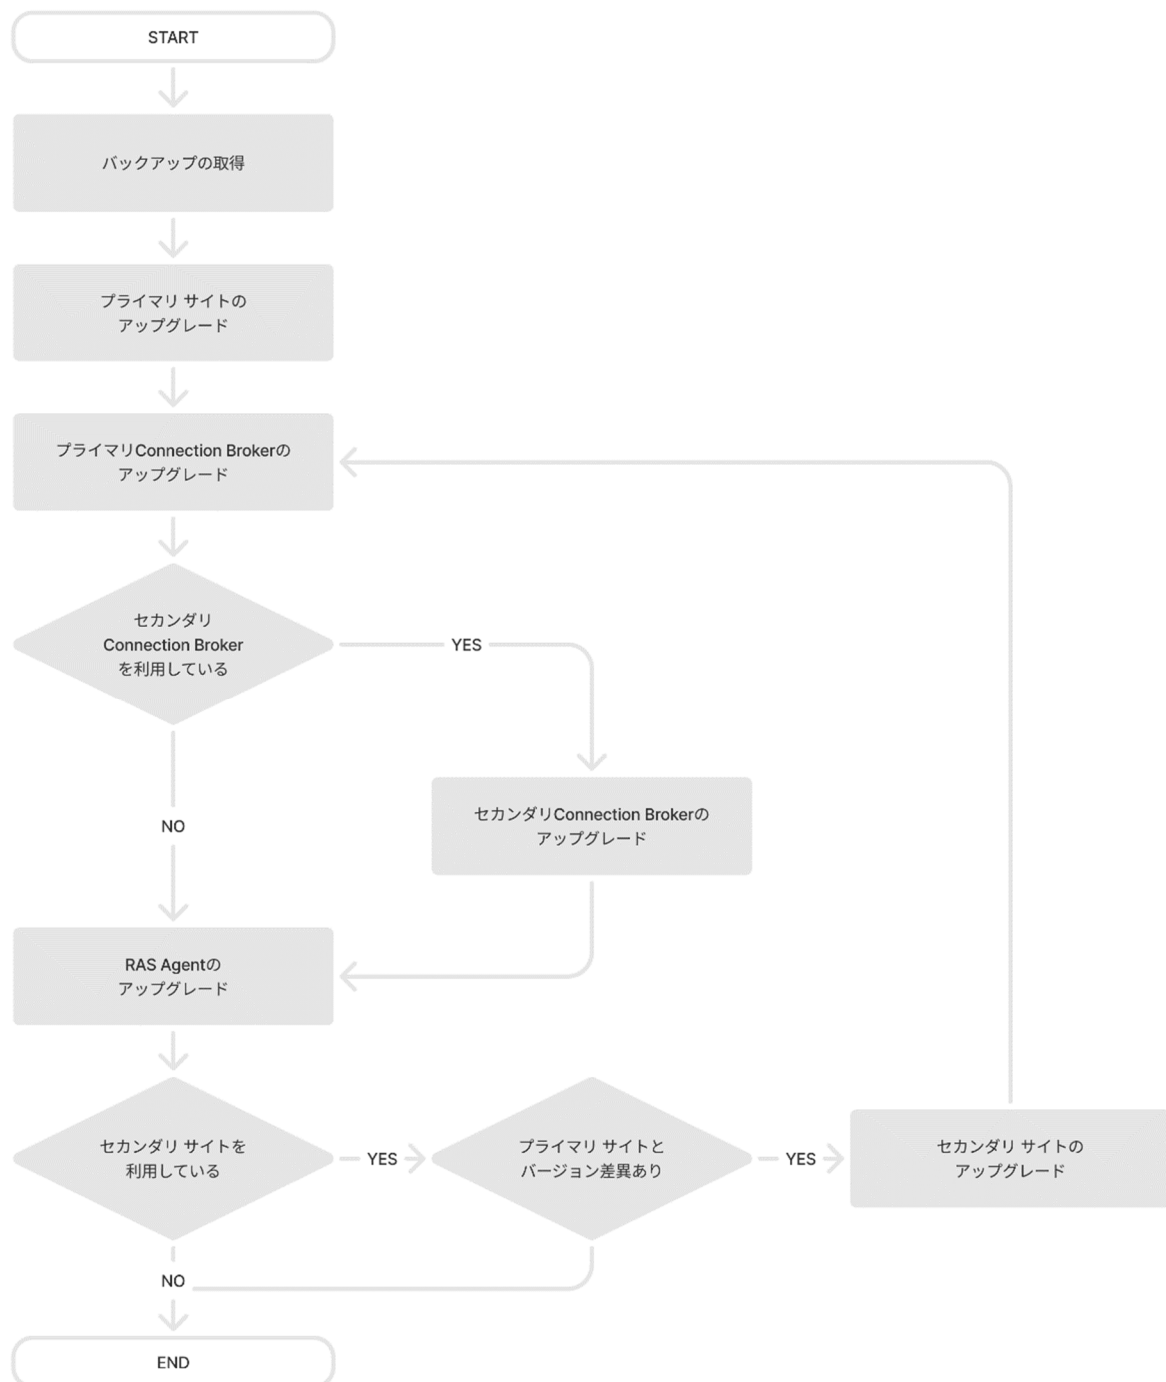 START
バックアップの取得
プライマリ サイトの
アップグレード
プライマリConnection Brokerの
アップグレード
セカンダリ
Connection Broker
を利用している
YES
セカンダリConnection Brokerの
アップグレード
NO
RAS Agentの
アップグレード
セカンダリ サイトを
利用している
YES
プライマリ サイトと
バージョン差異あり
YES
セカンダリ サイトの
アップグレード
NO
END